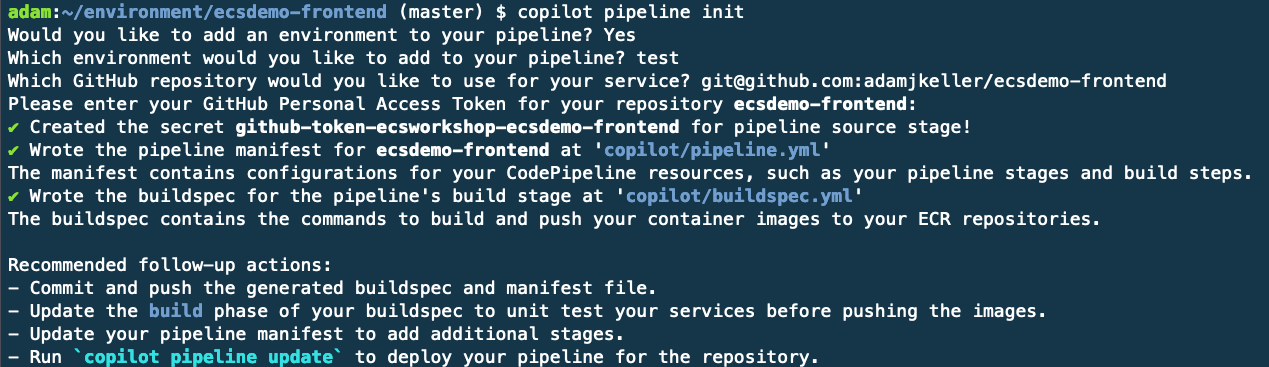 adam:~/environment/ecsdemo-frontend (master) $ copilot pipeline init
Would you like to add an environment to your pipeline? Yes
Which environment would you like to add to your pipeline? test
Which GitHub repository would you like to use for your service? git@github.com:adamjkeller/ecsdemo-frontend
Please enter your GitHub Personal Access Token for your repository ecsdemo-frontend:
✔ Created the secret github-token-ecsworkshop-ecsdemo-frontend for pipeline source stage!
✔ Wrote the pipeline manifest for ecsdemo-frontend at 'copilot/pipeline.yml'
The manifest contains configurations for your CodePipeline resources, such as your pipeline stages and build steps.
✔ Wrote the buildspec for the pipeline's build stage at 'copilot/buildspec.yml'
The buildspec contains the commands to build and push your container images to your ECR repositories.

Recommended follow-up actions:
– Commit and push the generated buildspec and manifest file.
– Update the build phase of your buildspec to unit test your services before pushing the images.
– Update your pipeline manifest to add additional stages.
– Run `copilot pipeline update` to deploy your pipeline for the repository.